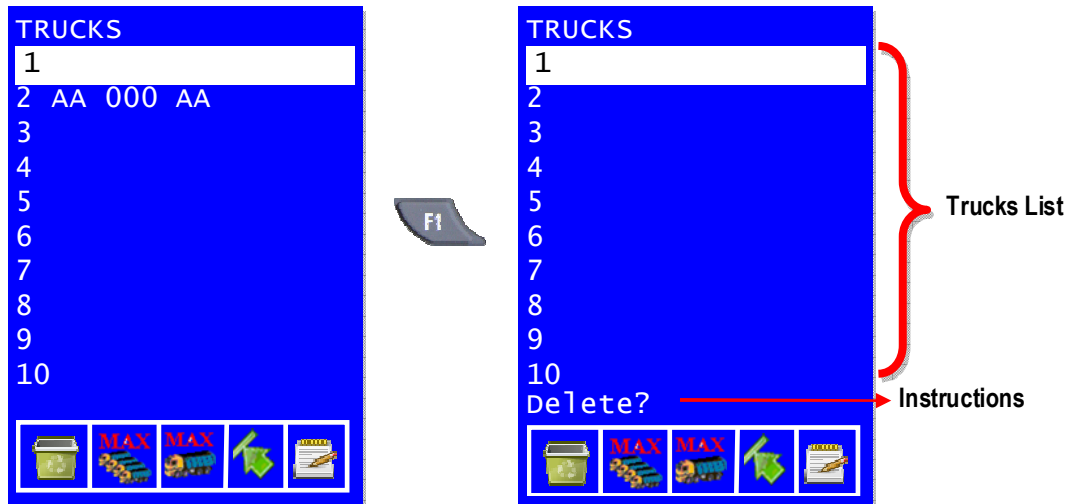 TRUCKS
1
2 AA 000 AA
3
4
5
6
7
8
9
10
MAX MAX
F1
TRUCKS
1
2
3
4
5
6
7
8
9
10
Delete?
MAX MAX
Trucks List
Instructions